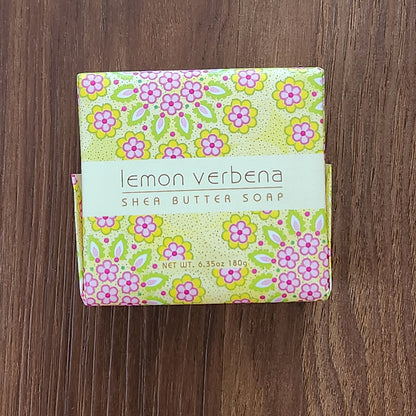 lemon verbena
SHEA BUTTER SOAP
NET WT. 6.35oz 180g